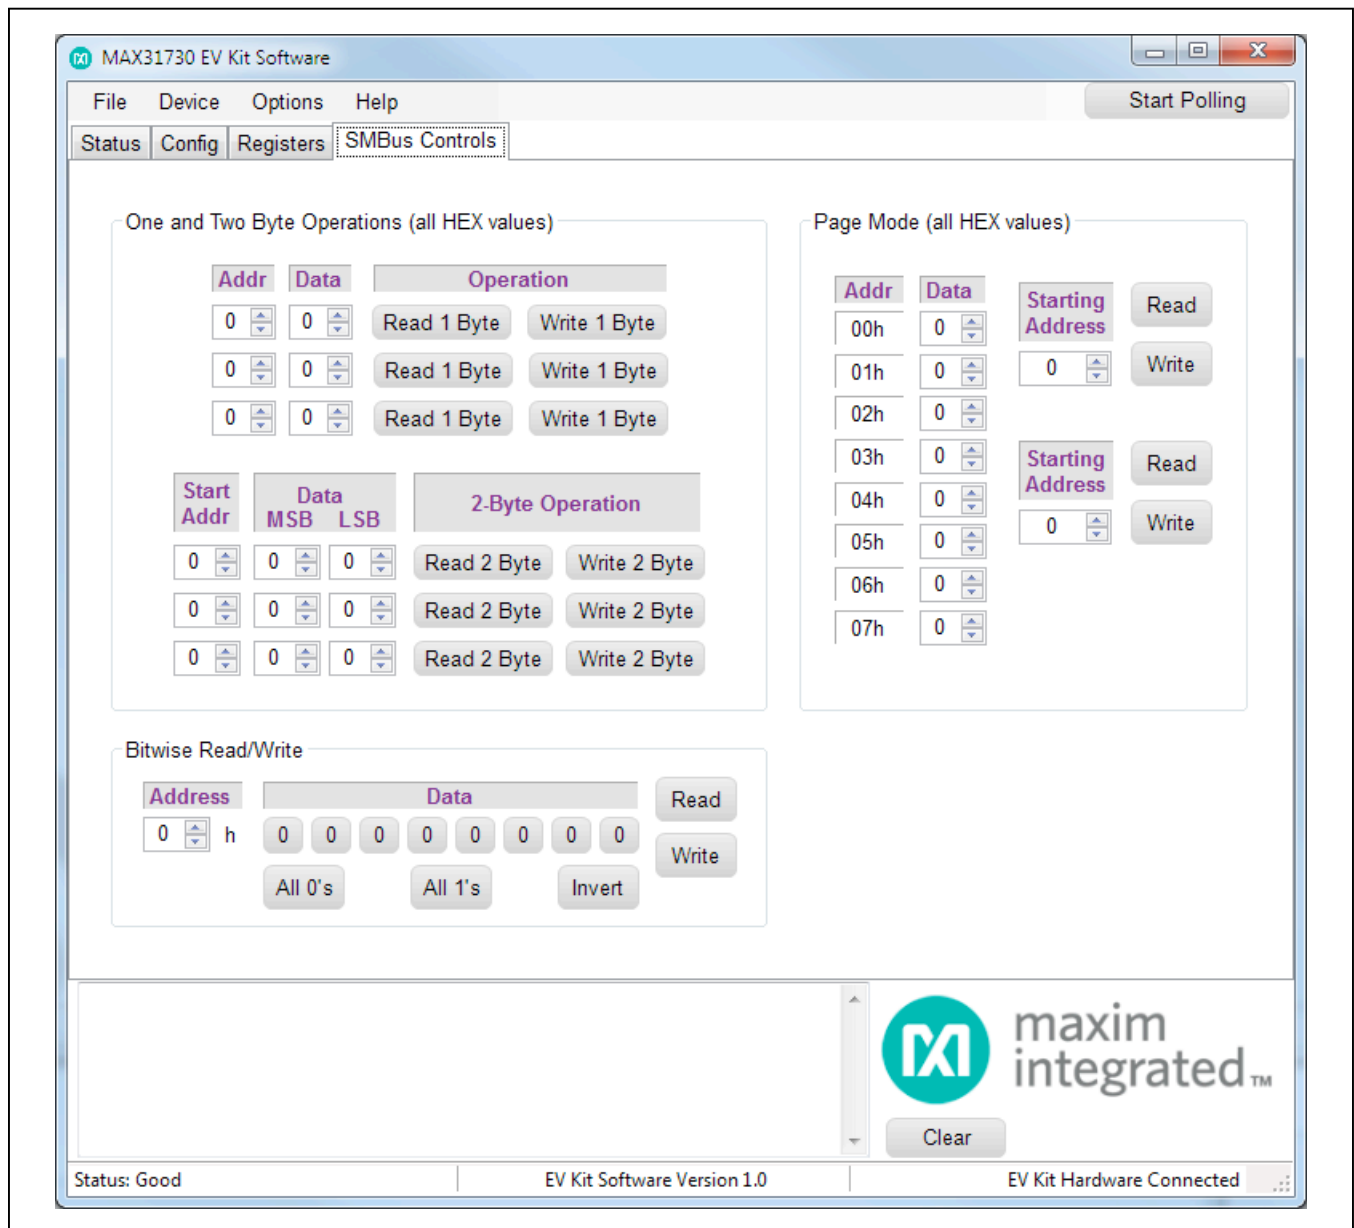 MAX31730 EV Kit Software
File Device Options Help Start Polling
Status Config Registers SMBus Controls
One and Two Byte Operations (all HEX values)
Addr Data Operation
0 0 Read 1 Byte Write 1 Byte
0 0 Read 1 Byte Write 1 Byte
0 0 Read 1 Byte Write 1 Byte
Start Addr Data MSB LSB 2-Byte Operation
0 0 0 Read 2 Byte Write 2 Byte
0 0 0 Read 2 Byte Write 2 Byte
0 0 0 Read 2 Byte Write 2 Byte
Page Mode (all HEX values)
Addr Data
00h 0
01h 0
02h 0
03h 0
04h 0
05h 0
06h 0
07h 0
Starting Address
0
Read
Write
Starting Address
0
Read
Write
Bitwise Read/Write
Address Data
0 h 0 0 0 0 0 0 0 0
All 0's All 1's Invert
Read
Write
maxim
integrated™
Clear
Status: Good EV Kit Software Version 1.0 EV Kit Hardware Connected